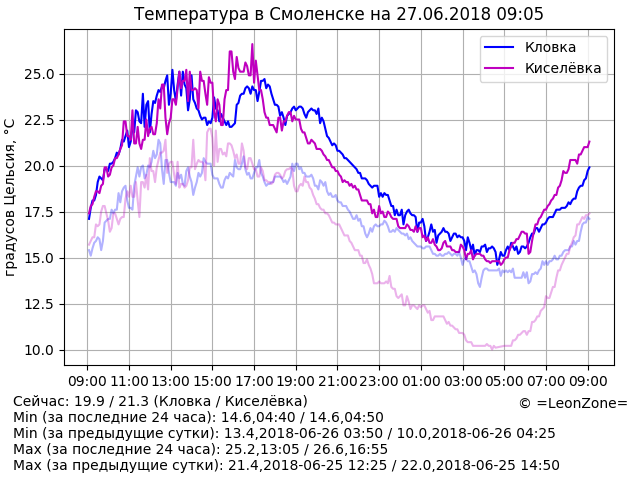 Температура в Смоленске на 27.06.2018 09:05
Кловка
Киселёвка
градусов Цельсия, °C
25.0
22.5
20.0
17.5
15.0
12.5
10.0
09:00 11:00 13:00 15:00 17:00 19:00 21:00 23:00 01:00 03:00 05:00 07:00 09:00
Сейчас: 19.9 / 21.3 (Кловка / Киселёвка)
© =LeonZone=
Min (за последние 24 часа): 14.6,04:40 / 14.6,04:50
Min (за предыдущие сутки): 13.4,2018-06-26 03:50 / 10.0,2018-06-26 04:25
Max (за последние 24 часа): 25.2,13:05 / 26.6,16:55
Max (за предыдущие сутки): 21.4,2018-06-25 12:25 / 22.0,2018-06-25 14:50